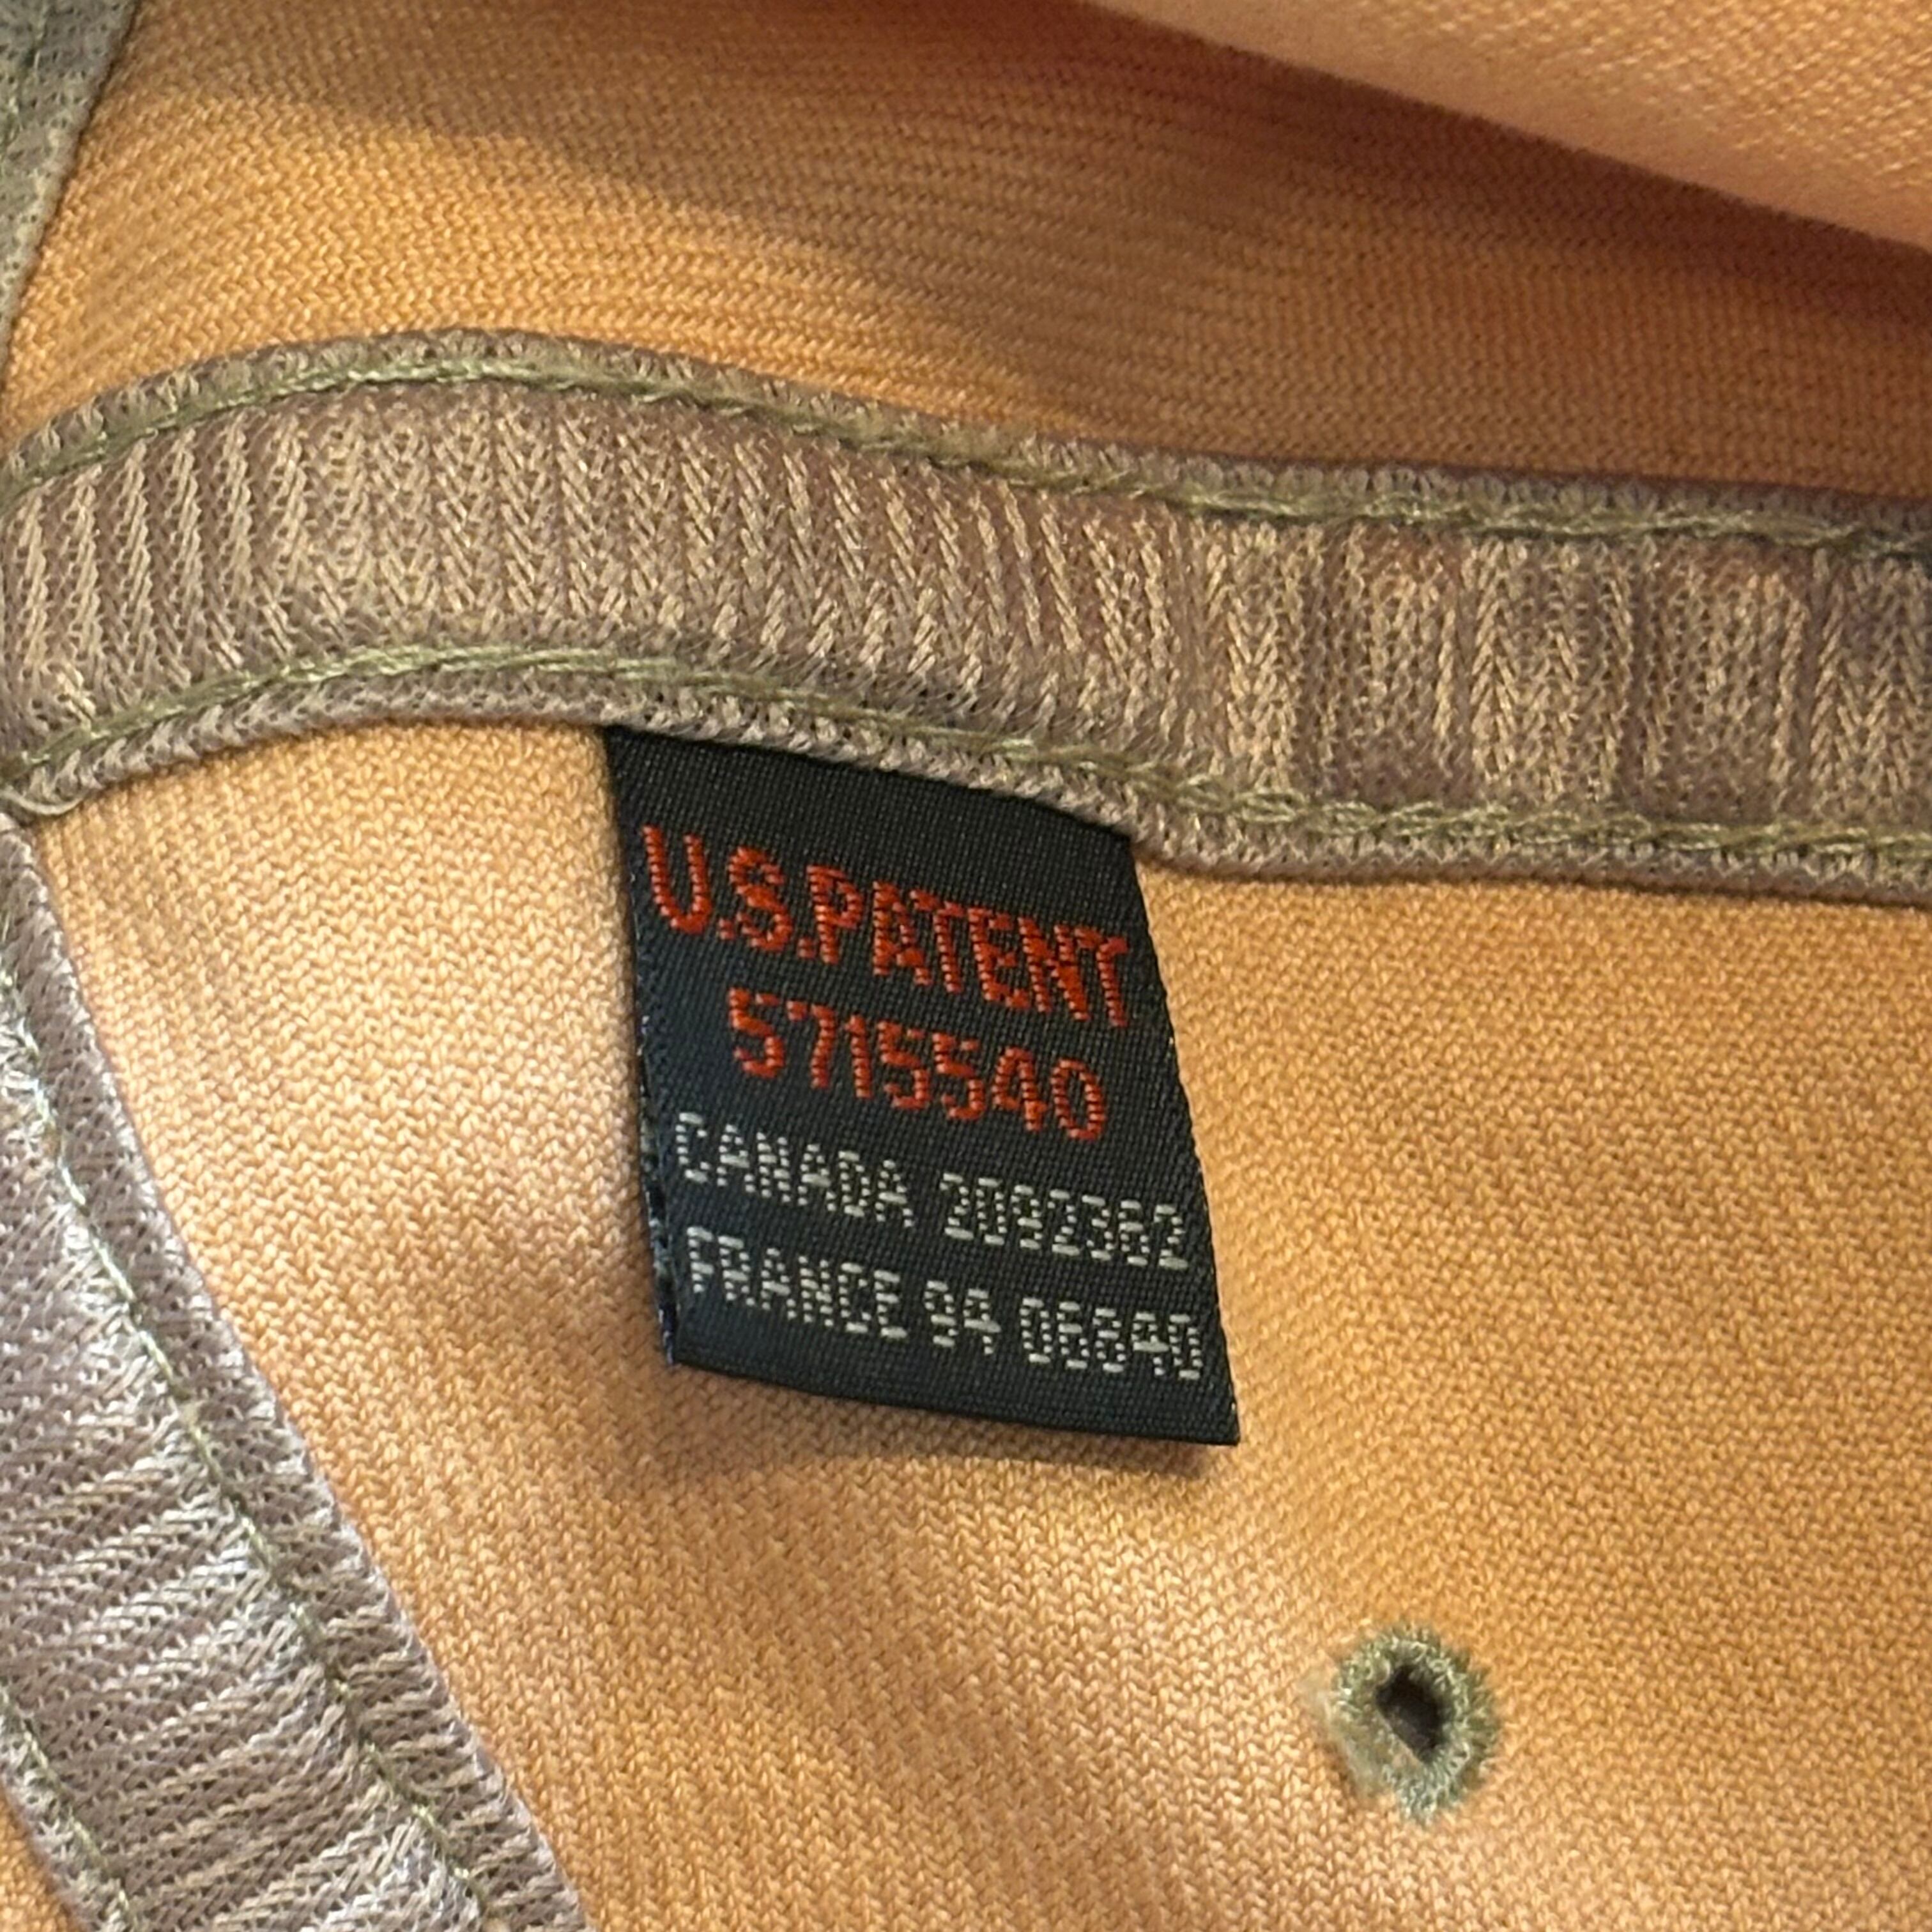 U.S.PATENT
5715540
CANADA 2092362
FRANCE 94 06840